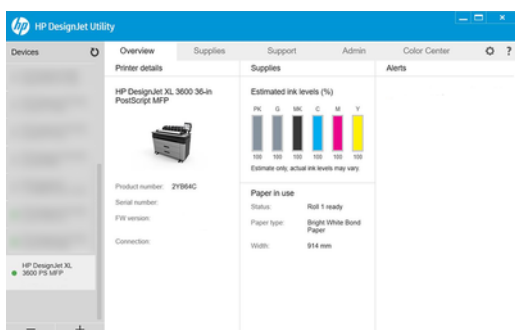 hp HP DesignJet Utility
Devices
Overview Supplies Support Admin Color Center ?
Printer details Supplies Alerts
HP DesignJet XL 3600 36-in
PostScript MFP
Estimated ink levels (%)
PK G MK C M Y
100 100 100 100 100 100
Estimate only, actual ink levels may vary.
Product number: 2YB64C
Serial number:
FW version:
Connection:
Paper in use
Status: Roll 1 ready
Paper type: Bright White Bond
Paper
Width: 914 mm
HP DesignJet XL
3600 PS MFP